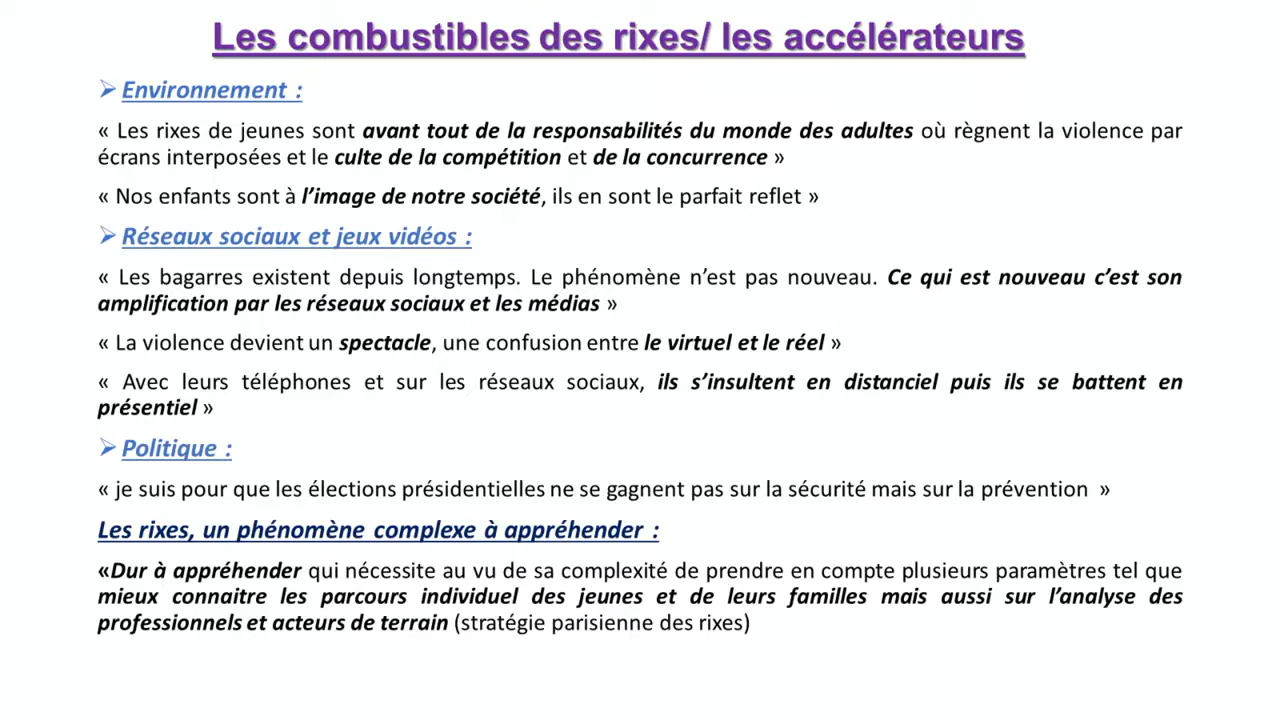 Les combustibles des rixes/ les accélérateurs
Environnement :
« Les rixes de jeunes sont avant tout de la responsabilités du monde des adultes où règnent la violence par
écrans interposées et le culte de la compétition et de la concurrence »
« Nos enfants sont à l’image de notre société, ils en sont le parfait reflet »
Réseaux sociaux et jeux vidéos :
« Les bagarres existent depuis longtemps. Le phénomène n’est pas nouveau. Ce qui est nouveau c’est son
amplification par les réseaux sociaux et les médias »
« La violence devient un spectacle, une confusion entre le virtuel et le réel »
« Avec leurs téléphones et sur les réseaux sociaux, ils s’insultent en distanciel puis ils se battent en
présentiel »
Politique :
« je suis pour que les élections présidentielles ne se gagnent pas sur la sécurité mais sur la prévention »
Les rixes, un phénomène complexe à appréhender :
«Dur à appréhender qui nécessite au vu de sa complexité de prendre en compte plusieurs paramètres tel que
mieux connaitre les parcours individuel des jeunes et de leurs familles mais aussi sur l’analyse des
professionnels et acteurs de terrain (stratégie parisienne des rixes)